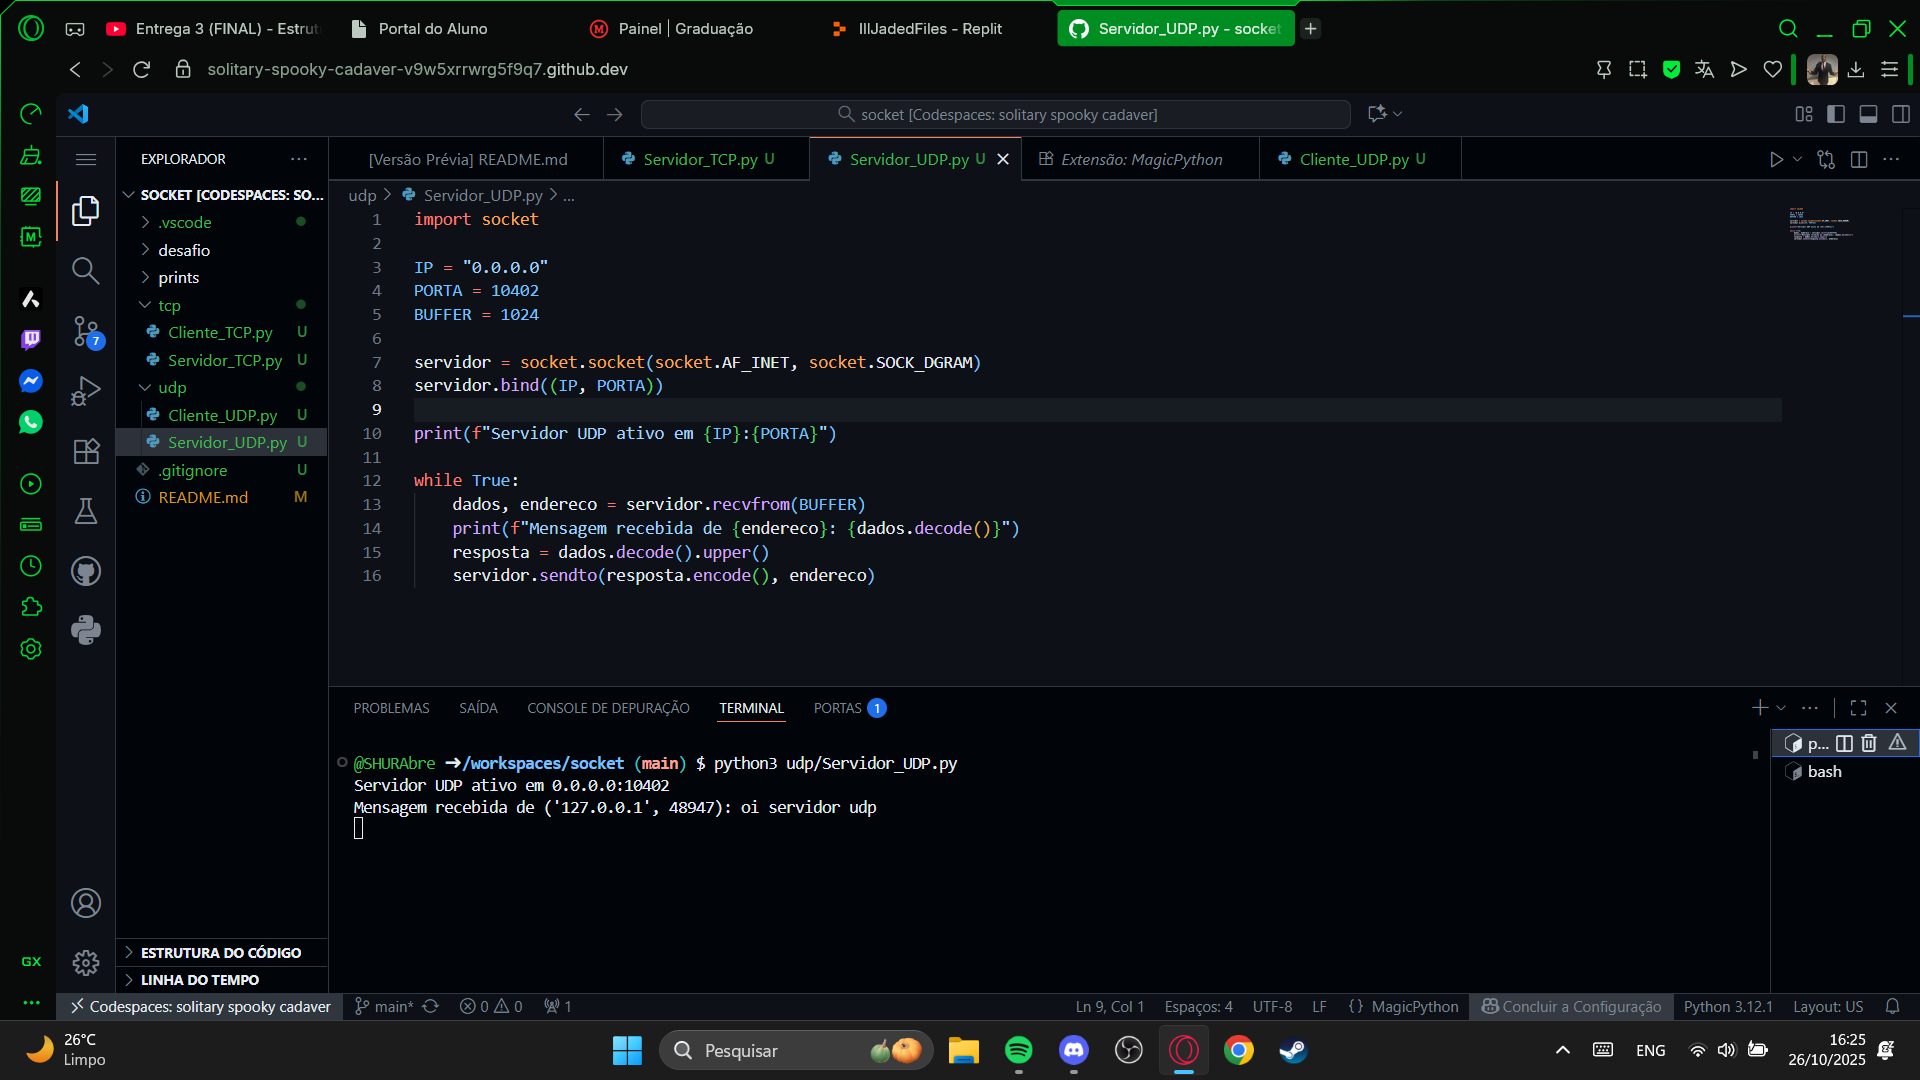 Entrega 3 (FINAL) - Estrut
Portal do Aluno
Painel | Graduação
IllJadedFiles - Replit
Servidor_UDP.py - socket
solitary-spooky-cadaver-v9w5xrrwrg5f9q7.github.dev
socket [Codespaces: solitary spooky cadaver]
EXPLORADOR
[Versão Prévia] README.md
Servidor_TCP.py U
Servidor_UDP.py U
Extensão: MagicPython
Cliente_UDP.py U
SOCKET [CODESPACES: SO...
.vscode
desafio
prints
tcp
Cliente_TCP.py U
Servidor_TCP.py U
udp
Cliente_UDP.py U
Servidor_UDP.py U
.gitignore U
README.md M
7
udp > Servidor_UDP.py > ...
1 import socket
2
3 IP = "0.0.0.0"
4 PORTA = 10402
5 BUFFER = 1024
6
7 servidor = socket.socket(socket.AF_INET, socket.SOCK_DGRAM)
8 servidor.bind((IP, PORTA))
9
10 print(f"Servidor UDP ativo em {IP}:{PORTA}")
11
12 while True:
13 dados, endereco = servidor.recvfrom(BUFFER)
14 print(f"Mensagem recebida de {endereco}: {dados.decode()}")
15 resposta = dados.decode().upper()
16 servidor.sendto(resposta.encode(), endereco)
PROBLEMAS SAÍDA CONSOLE DE DEPURAÇÃO TERMINAL PORTAS 1
@SHURAbre ➜/workspaces/socket (main) $ python3 udp/Servidor_UDP.py
Servidor UDP ativo em 0.0.0.0:10402
Mensagem recebida de ('127.0.0.1', 48947): oi servidor udp
p...
bash
ESTRUTURA DO CÓDIGO
LINHA DO TEMPO
GX
Codespaces: solitary spooky cadaver main* 0 0 1 Ln 9, Col 1 Espaços: 4 UTF-8 LF {} MagicPython Concluir a Configuração Python 3.12.1 Layout: US
26°C
Limpo
Pesquisar
ENG
16:25
26/10/2025